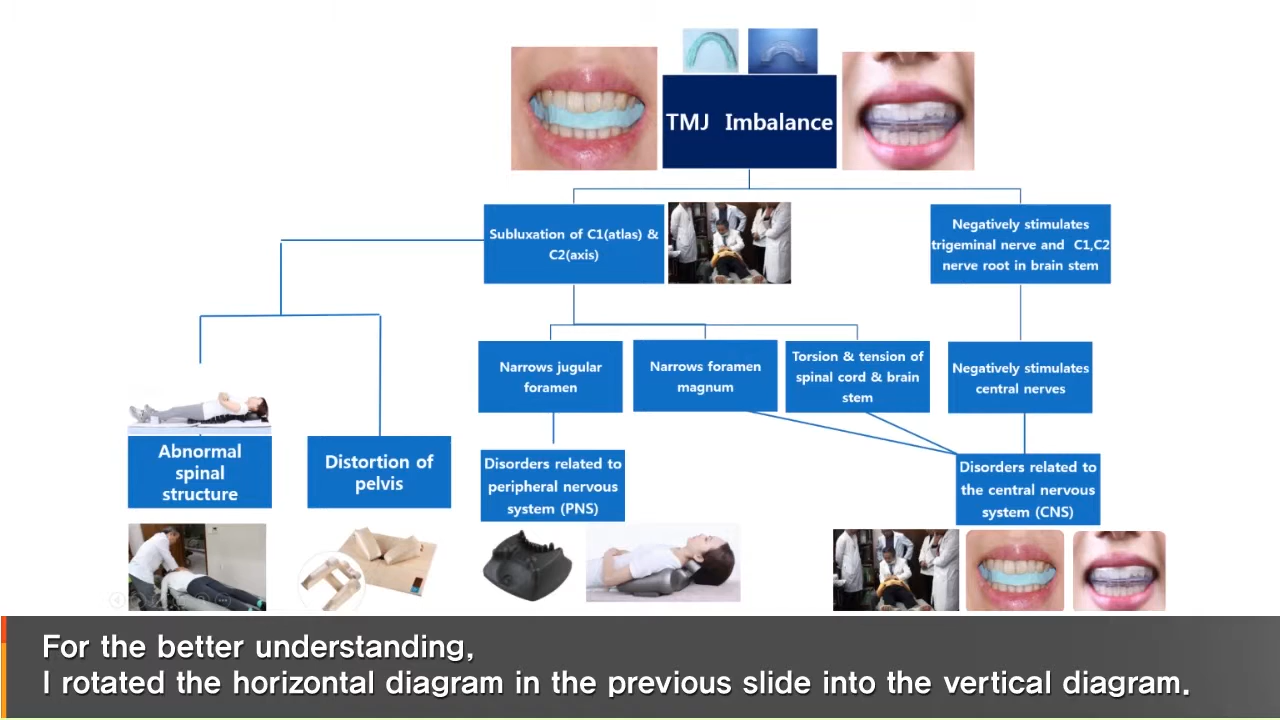 TMJ Imbalance
Subluxation of C1(atlas) &
C2(axis)
Negatively stimulates
trigeminal nerve and C1,C2
nerve root in brain stem
Narrows jugular
foramen
Narrows foramen
magnum
Torsion & tension of
spinal cord & brain
stem
Negatively stimulates
central nerves
Abnormal
spinal
structure
Distortion of
pelvis
Disorders related to
peripheral nervous
system (PNS)
Disorders related to
the central nervous
system (CNS)
For the better understanding,
I rotated the horizontal diagram in the previous slide into the vertical diagram.